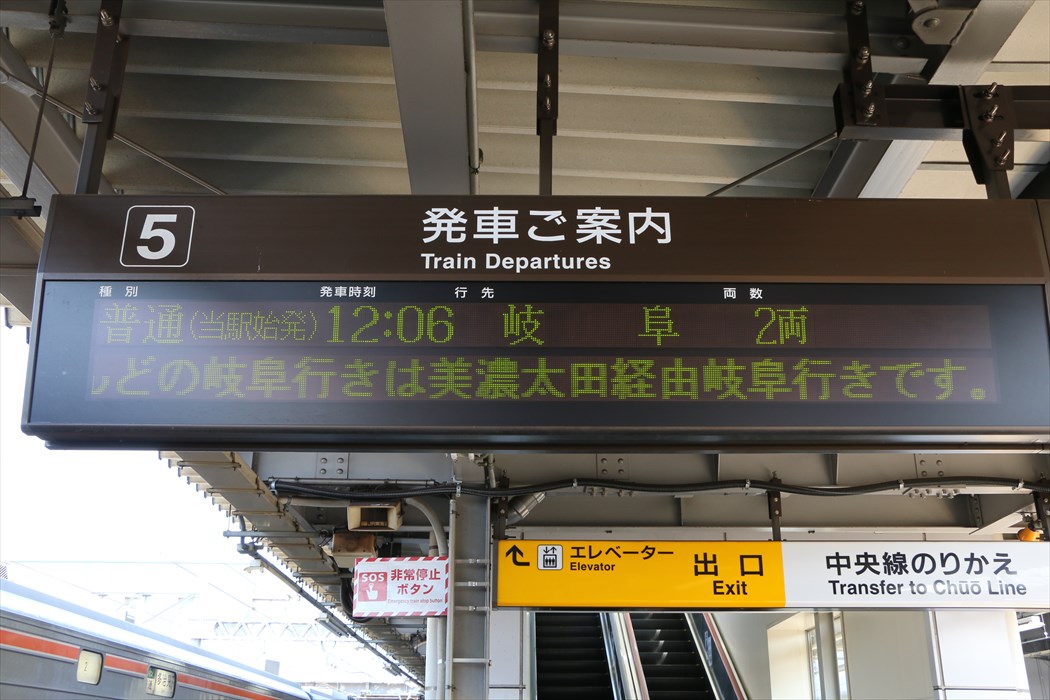 5
発車ご案内
Train Departures
種別 発車時刻 行先 両数
普通(当駅始発)12:06 岐 阜 2両
どの岐阜行きは美濃太田経由岐阜行きです。
エレベーター
Elevator
出口
Exit
中央線のりかえ
Transfer to Chūō Line
SOS
非常停止
ボタン
Emergency train stop button